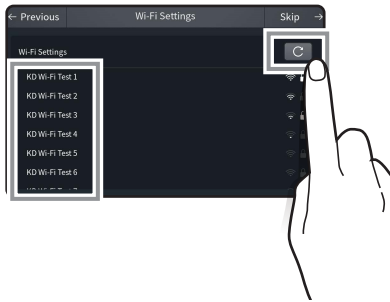 ← Previous Wi-Fi Settings Skip →
Wi-Fi Settings
KD Wi-Fi Test 1
KD Wi-Fi Test 2
KD Wi-Fi Test 3
KD Wi-Fi Test 4
KD Wi-Fi Test 5
KD Wi-Fi Test 6